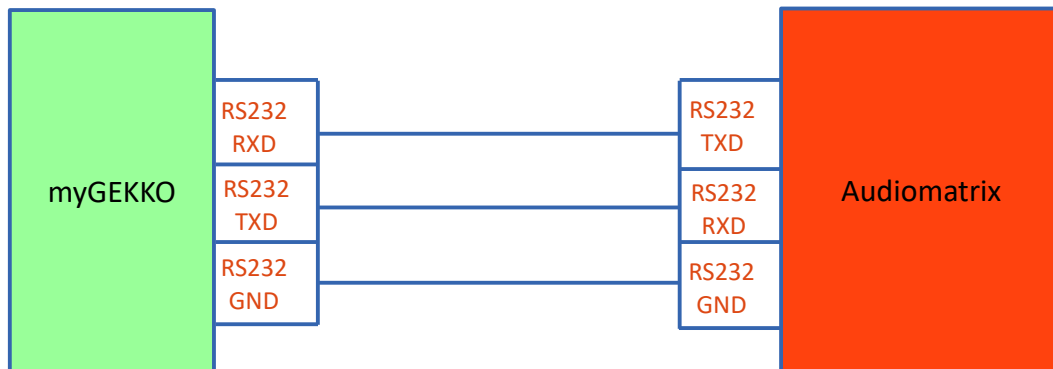 myGEKKO
RS232
RXD
RS232
TXD
RS232
GND
RS232
TXD
RS232
RXD
RS232
GND
Audiomatrix